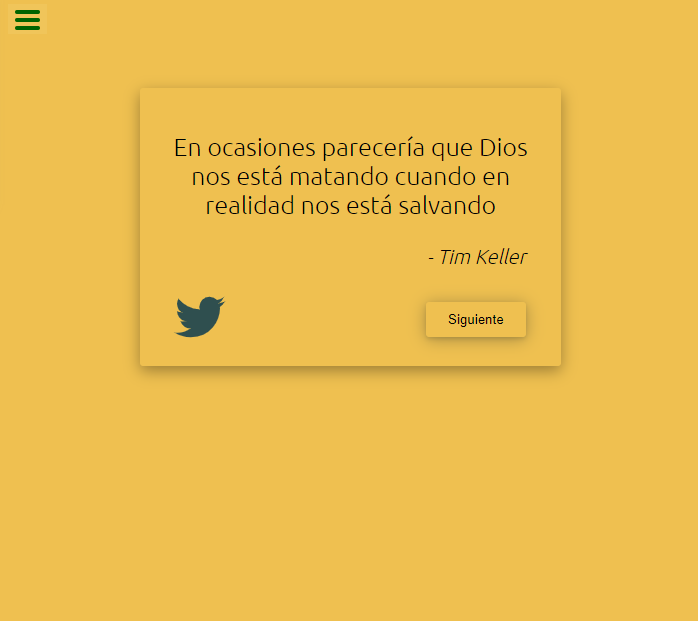 En ocasiones parecería que Dios
nos está matando cuando en
realidad nos está salvando
- Tim Keller
Siguiente